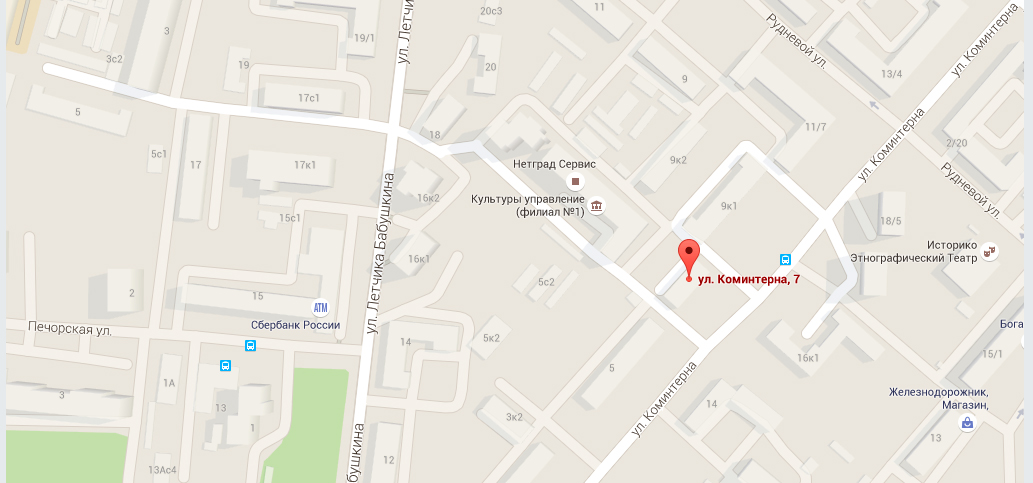 20с3
11
ул. Летчика
19/1
3с2
3
19
20
9
Рудневой ул.
13/4
ул. Коминтерна
17с1
5
18
11/7
ул. Коминтерна
5с1
17
17к1
Нетград Сервис
9к2
2/20
Рудневой ул.
16к2
Культуры управление
(филиал №1)
9к1
15с1
18/5
ул. Летчика Бабушкина
16к1
Историко
Этнографический Театр
5с2
ул. Коминтерна, 7
2
15
АТМ
Сбербанк России
Печорская ул.
14
5к2
16к1
Бога
15/1
5
1А
3
13
1
3к2
ул. Коминтерна
14
Железнодорожник,
Магазин,
13
12
13Ас4
бушкина